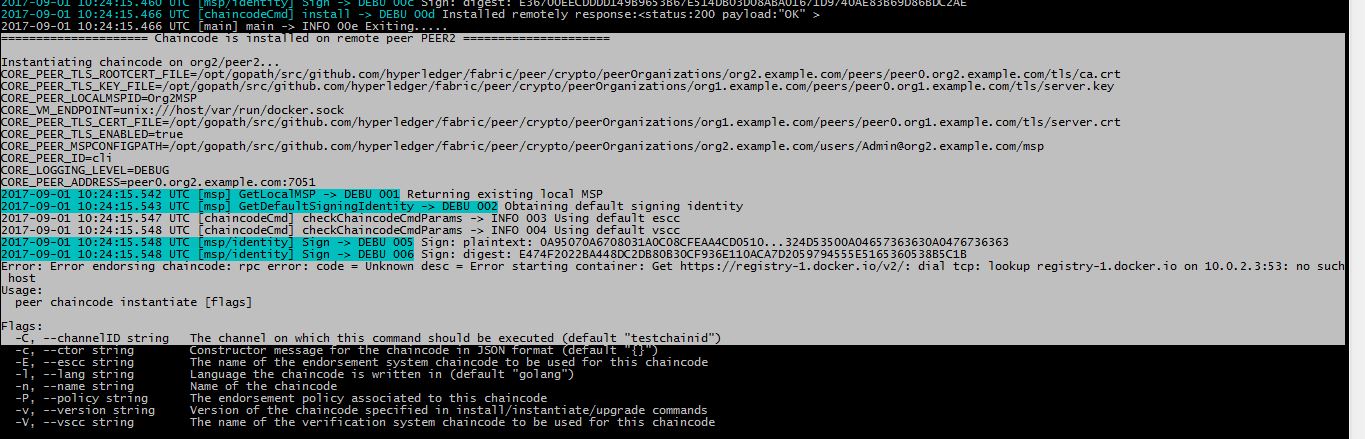 2017-09-01 10:24:15.460 UTC [msp/identity] Sign -> DEBU 00c Sign: digest: E36700EECDDDD149B9653B67E514DB03D08ABA01671D9740AE83B69D86BDC2AE
2017-09-01 10:24:15.466 UTC [chaincodeCmd] install -> DEBU 00d Installed remotely response:<status:200 payload:"OK" >
2017-09-01 10:24:15.466 UTC [main] main -> INFO 00e Exiting.....
===================== Chaincode is installed on remote peer PEER2 =====================
Instantiating chaincode on org2/peer2...
CORE_PEER_TLS_ROOTCERT_FILE=/opt/gopath/src/github.com/hyperledger/fabric/peer/crypto/peerOrganizations/org2.example.com/peers/peer0.org2.example.com/tls/ca.crt
CORE_PEER_TLS_KEY_FILE=/opt/gopath/src/github.com/hyperledger/fabric/peer/crypto/peerOrganizations/org1.example.com/peers/peer0.org1.example.com/tls/server.key
CORE_PEER_LOCALMSPID=Org2MSP
CORE_VM_ENDPOINT=unix:///host/var/run/docker.sock
CORE_PEER_TLS_CERT_FILE=/opt/gopath/src/github.com/hyperledger/fabric/peer/crypto/peerOrganizations/org1.example.com/peers/peer0.org1.example.com/tls/server.crt
CORE_PEER_TLS_ENABLED=true
CORE_PEER_MSPCONFIGPATH=/opt/gopath/src/github.com/hyperledger/fabric/peer/crypto/peerOrganizations/org2.example.com/users/Admin@org2.example.com/msp
CORE_PEER_ID=cli
CORE_LOGGING_LEVEL=DEBUG
CORE_PEER_ADDRESS=peer0.org2.example.com:7051
2017-09-01 10:24:15.542 UTC [msp] GetLocalMSP -> DEBU 001 Returning existing local MSP
2017-09-01 10:24:15.543 UTC [msp] GetDefaultSigningIdentity -> DEBU 002 Obtaining default signing identity
2017-09-01 10:24:15.547 UTC [chaincodeCmd] checkChaincodeCmdParams -> INFO 003 Using default escc
2017-09-01 10:24:15.548 UTC [chaincodeCmd] checkChaincodeCmdParams -> INFO 004 Using default vscc
2017-09-01 10:24:15.548 UTC [msp/identity] Sign -> DEBU 005 Sign: plaintext: 0A95070A6708031A0C08CFEAA4CD0510...324D53500A04657363630A0476736363
2017-09-01 10:24:15.548 UTC [msp/identity] Sign -> DEBU 006 Sign: digest: E474F2022BA448DC2DB80B30CF936E110ACA7D2059794555E5165360538B5C1B
Error: Error endorsing chaincode: rpc error: code = Unknown desc = Error starting container: Get https://registry-1.docker.io/v2/: dial tcp: lookup registry-1.docker.io on 10.0.2.3:53: no such
host
Usage:
  peer chaincode instantiate [flags]
Flags:
  -C, --channelID string   The channel on which this command should be executed (default "testchainid")
  -c, --ctor string        Constructor message for the chaincode in JSON format (default "{}")
  -E, --escc string        The name of the endorsement system chaincode to be used for this chaincode
  -l, --lang string        Language the chaincode is written in (default "golang")
  -n, --name string        Name of the chaincode
  -P, --policy string      The endorsement policy associated to this chaincode
  -v, --version string     Version of the chaincode specified in install/instantiate/upgrade commands
  -V, --vscc string        The name of the verification system chaincode to be used for this chaincode